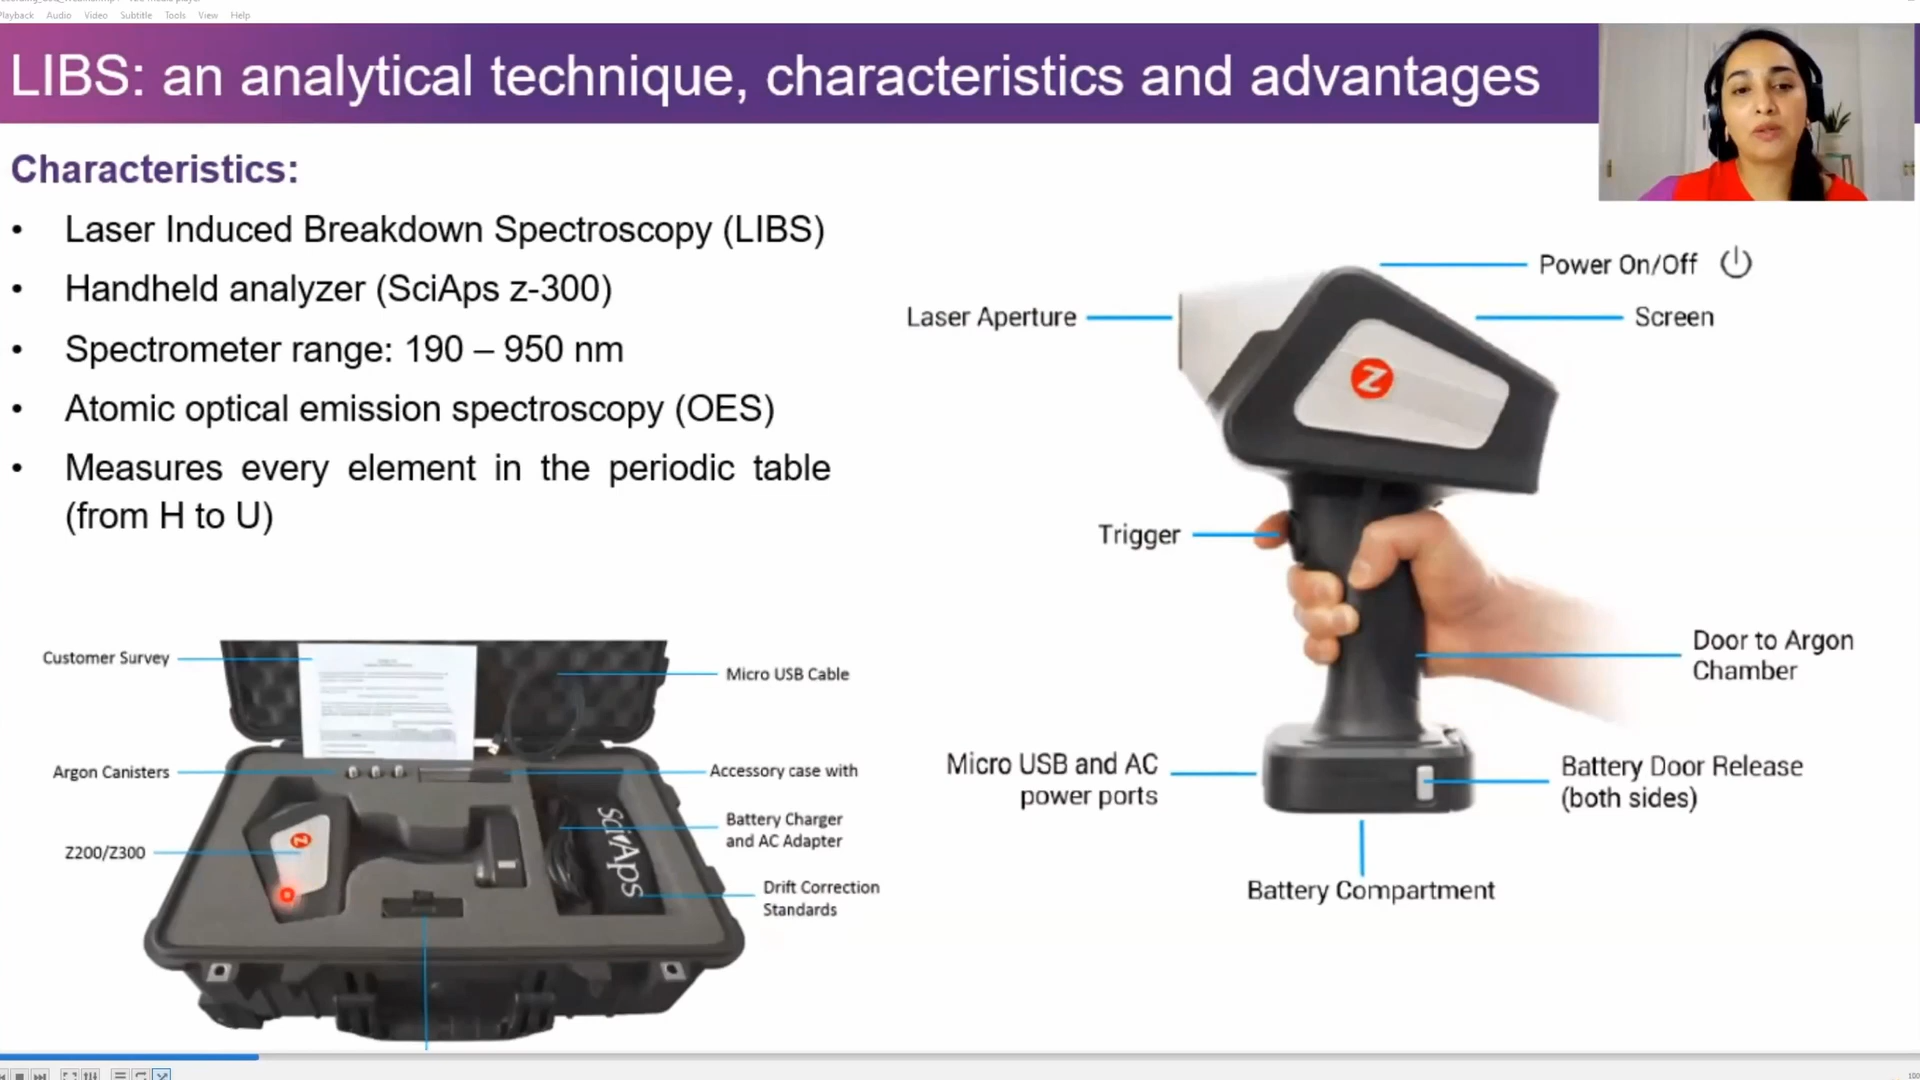 Playback Audio Video Subtitle Tools View Help
LIBS: an analytical technique, characteristics and advantages
Characteristics:
• Laser Induced Breakdown Spectroscopy (LIBS)
• Handheld analyzer (SciAps z-300)
• Spectrometer range: 190 – 950 nm
• Atomic optical emission spectroscopy (OES)
• Measures every element in the periodic table
(from H to U)
Power On/Off
Laser Aperture
Screen
Z
Trigger
Door to Argon
Chamber
Micro USB and AC
power ports
Battery Door Release
(both sides)
Battery Compartment
Customer Survey
Micro USB Cable
Argon Canisters
Accessory case with
Battery Charger
and AC Adapter
Z200/Z300
Z
SciAps
Drift Correction
Standards